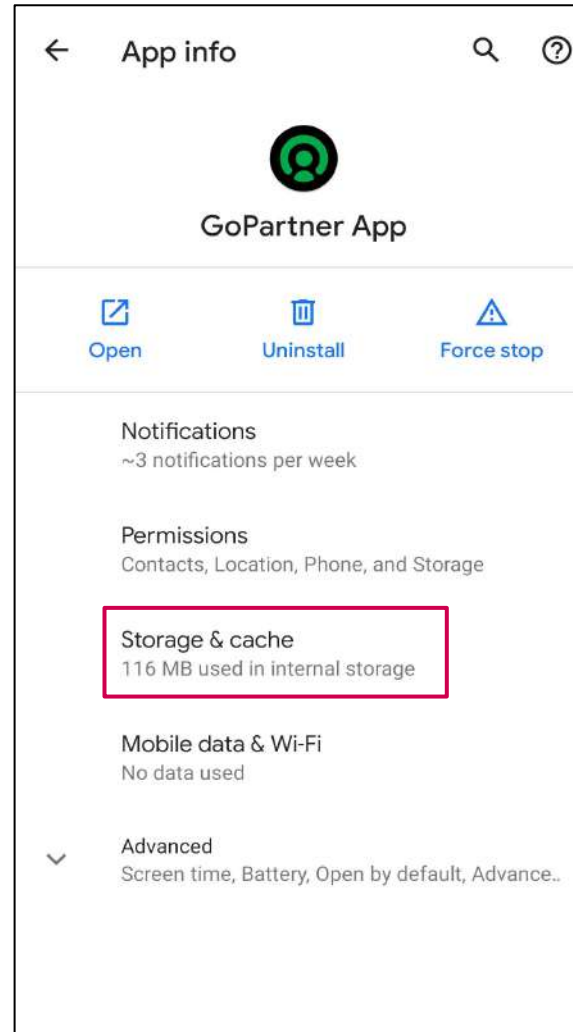 App info
GoPartner App
Open Uninstall Force stop
Notifications
~3 notifications per week
Permissions
Contacts, Location, Phone, and Storage
Storage & cache
116 MB used in internal storage
Mobile data & Wi-Fi
No data used
Advanced
Screen time, Battery, Open by default, Advance..